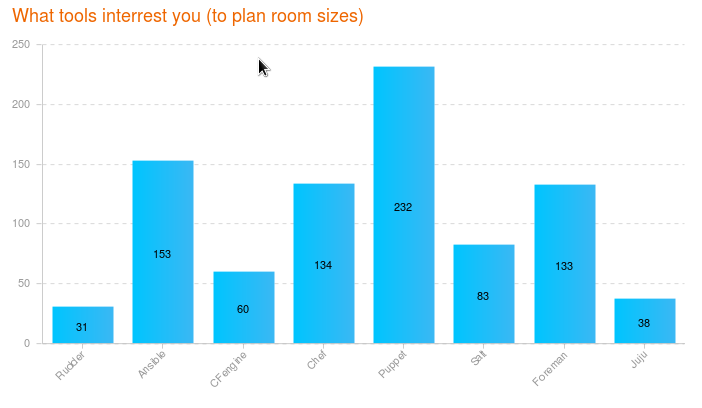 What tools interrest you (to plan room sizes)
250
200
150
100
50
0
31
153
60
134
232
83
133
38
Rudder
Ansible
CFengine
Chef
Puppet
Salt
Foreman
Juju